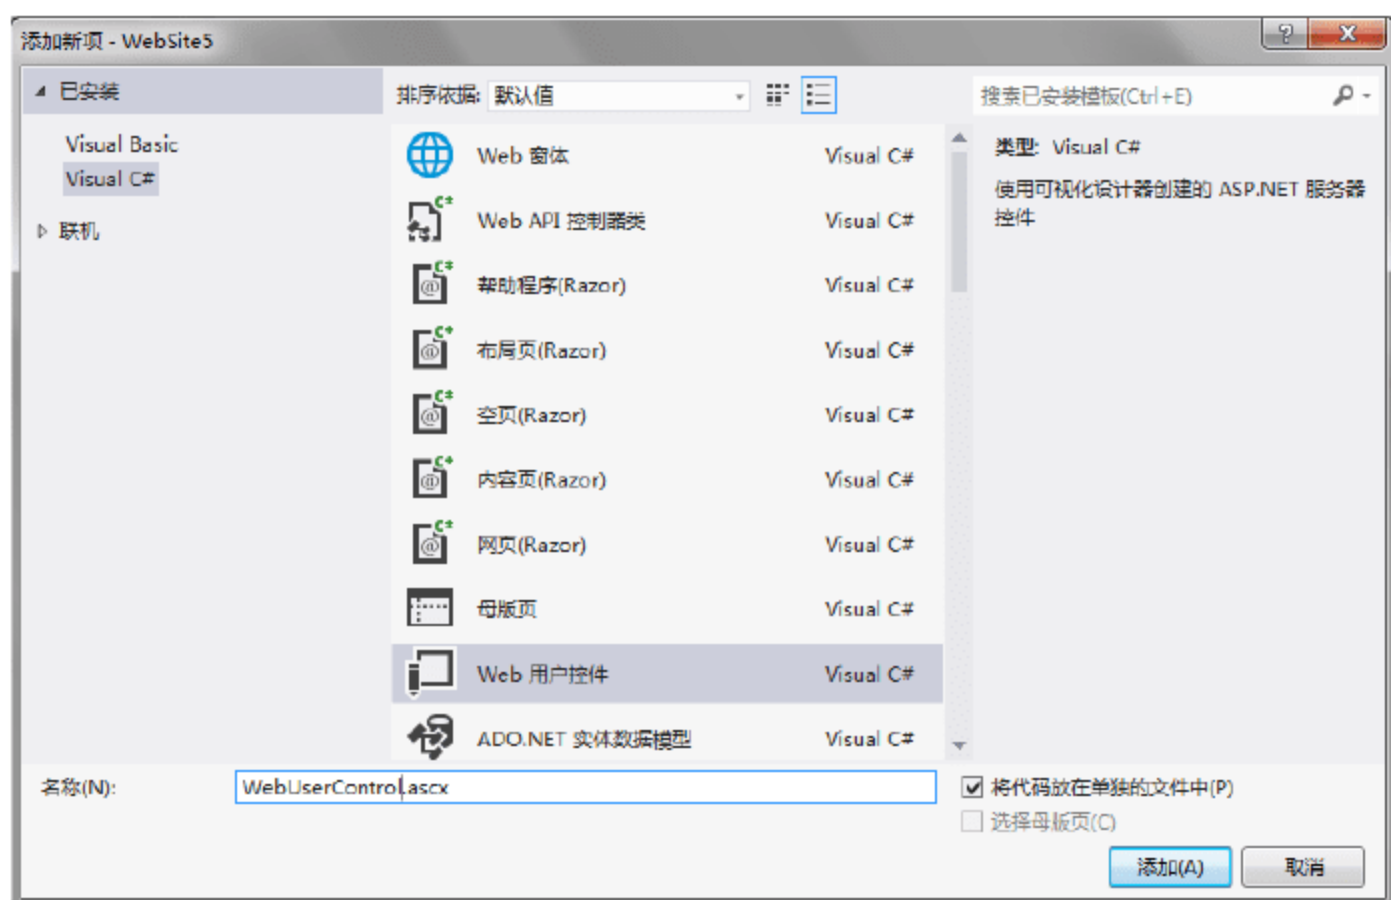 添加新项 - WebSite5
已安装
排序依据: 默认值
搜索已安装模板(Ctrl+E)
Visual Basic
Visual C#
联机
Web 窗体 Visual C#
Web API 控制器类 Visual C#
帮助程序(Razor) Visual C#
布局页(Razor) Visual C#
空页(Razor) Visual C#
内容页(Razor) Visual C#
网页(Razor) Visual C#
母版页 Visual C#
Web 用户控件 Visual C#
ADO.NET 实体数据模型 Visual C#
类型: Visual C#
使用可视化设计器创建的 ASP.NET 服务器
控件
名称(N): WebUserControl.ascx
将代码放在单独的文件中(P)
选择母版页(C)
添加(A) 取消